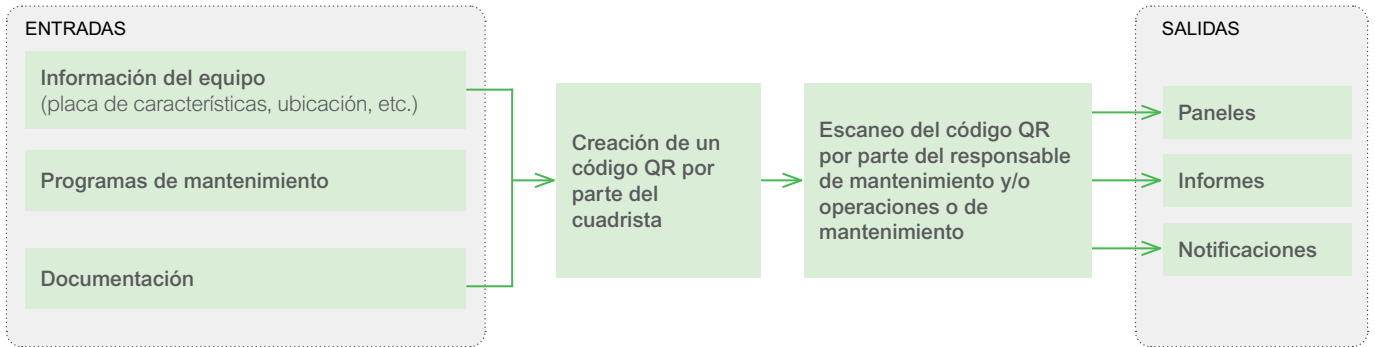 ENTRADAS
Información del equipo
(placa de características, ubicación, etc.)
Programas de mantenimiento
Documentación
Creación de un
código QR por
parte del
cuadrista
Escaneo del código QR
por parte del responsable
de mantenimiento y/o
operaciones o de
mantenimiento
SALIDAS
Paneles
Informes
Notificaciones